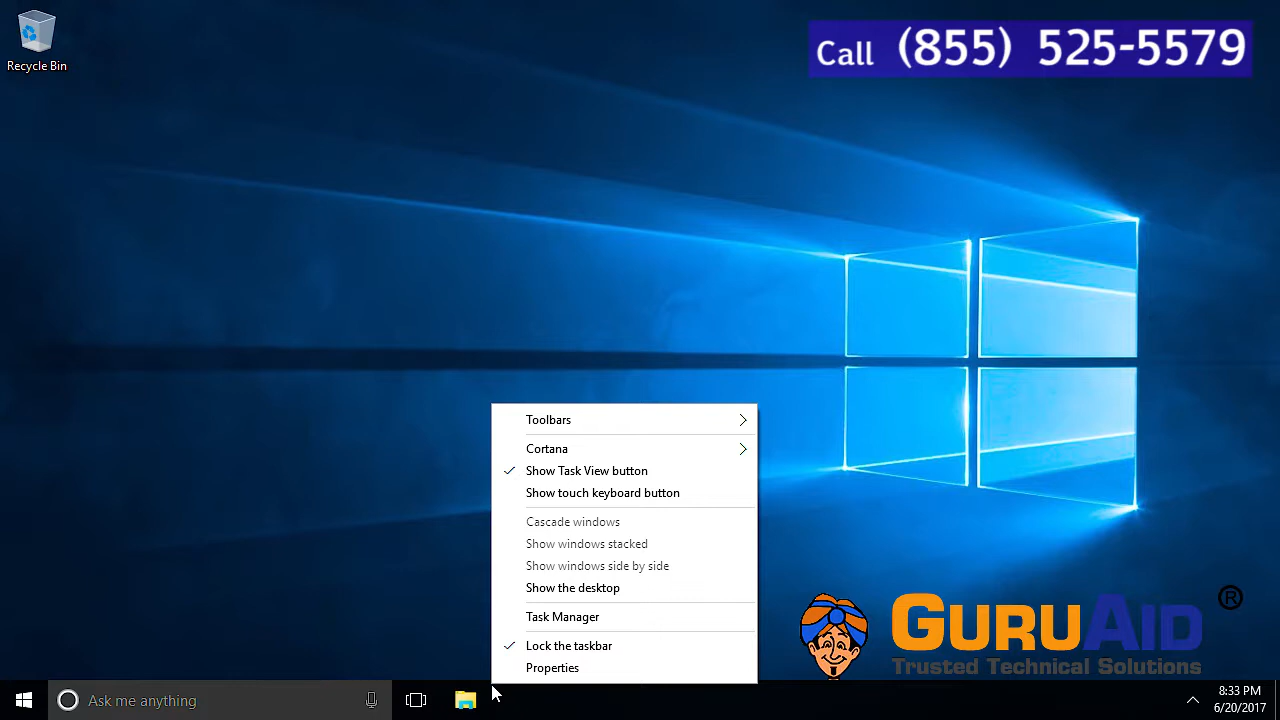 Recycle Bin
Call (855) 525-5579
Toolbars
Cortana
Show Task View button
Show touch keyboard button
Cascade windows
Show windows stacked
Show windows side by side
Show the desktop
Task Manager
Lock the taskbar
Properties
GURUAID ®
Trusted Technical Solutions
Ask me anything
8:33 PM
6/20/2017